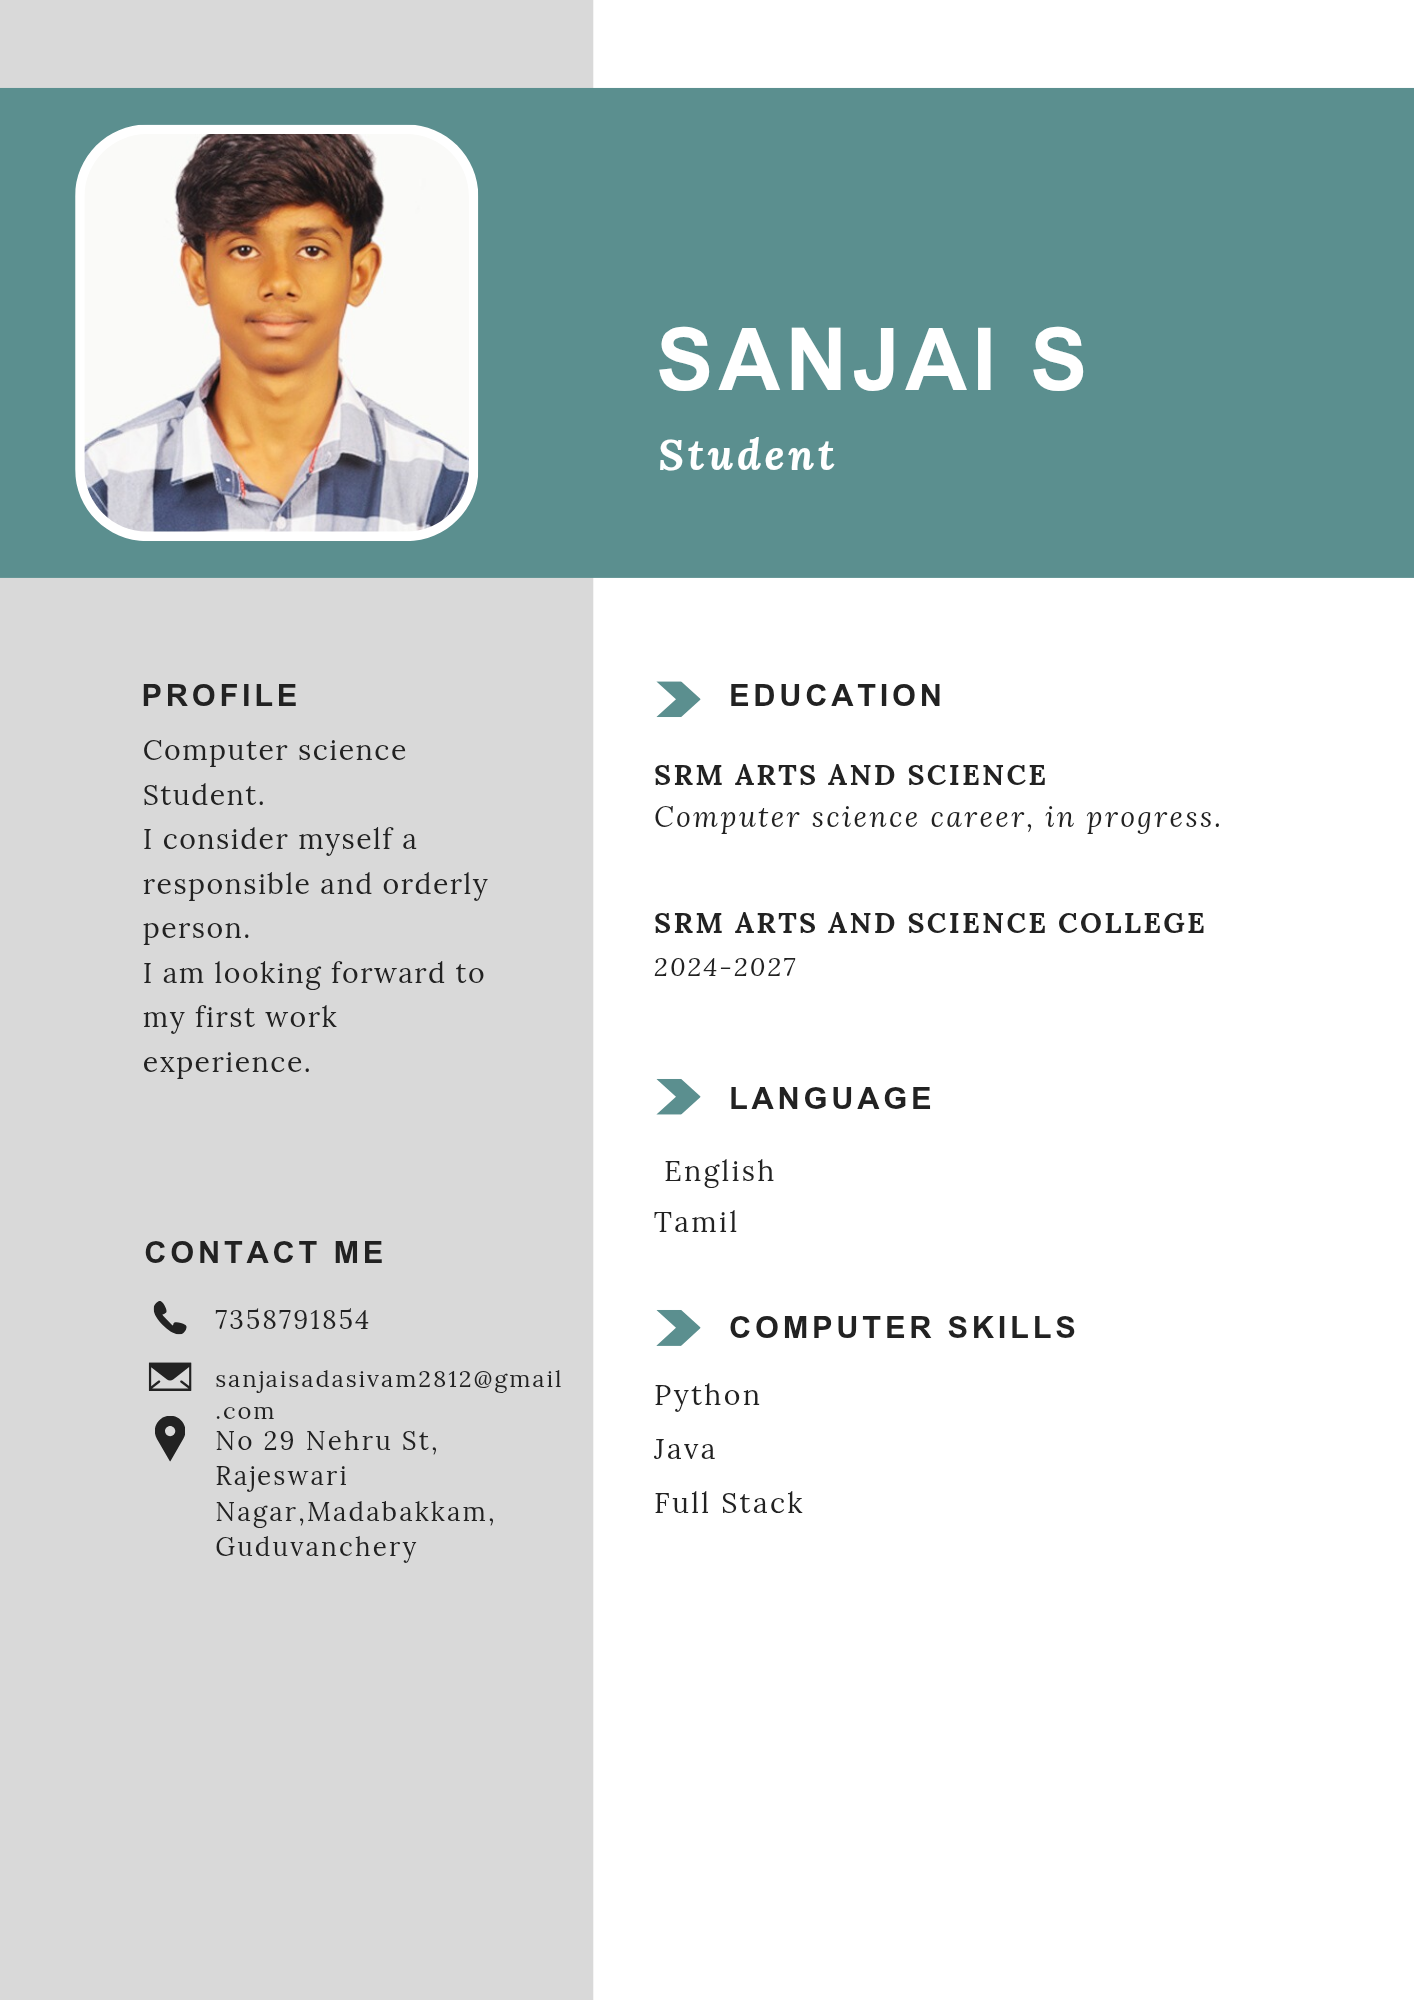 SANJAI S
Student
PROFILE
Computer science
Student.
I consider myself a
responsible and orderly
person.
I am looking forward to
my first work
experience.
CONTACT ME
7358791854
sanjaisadasivam2812@gmail
.com
No 29 Nehru St,
Rajeswari
Nagar,Madabakkam,
Guduvanchery
EDUCATION
SRM ARTS AND SCIENCE
Computer science career, in progress.
SRM ARTS AND SCIENCE COLLEGE
2024-2027
LANGUAGE
English
Tamil
COMPUTER SKILLS
Python
Java
Full Stack